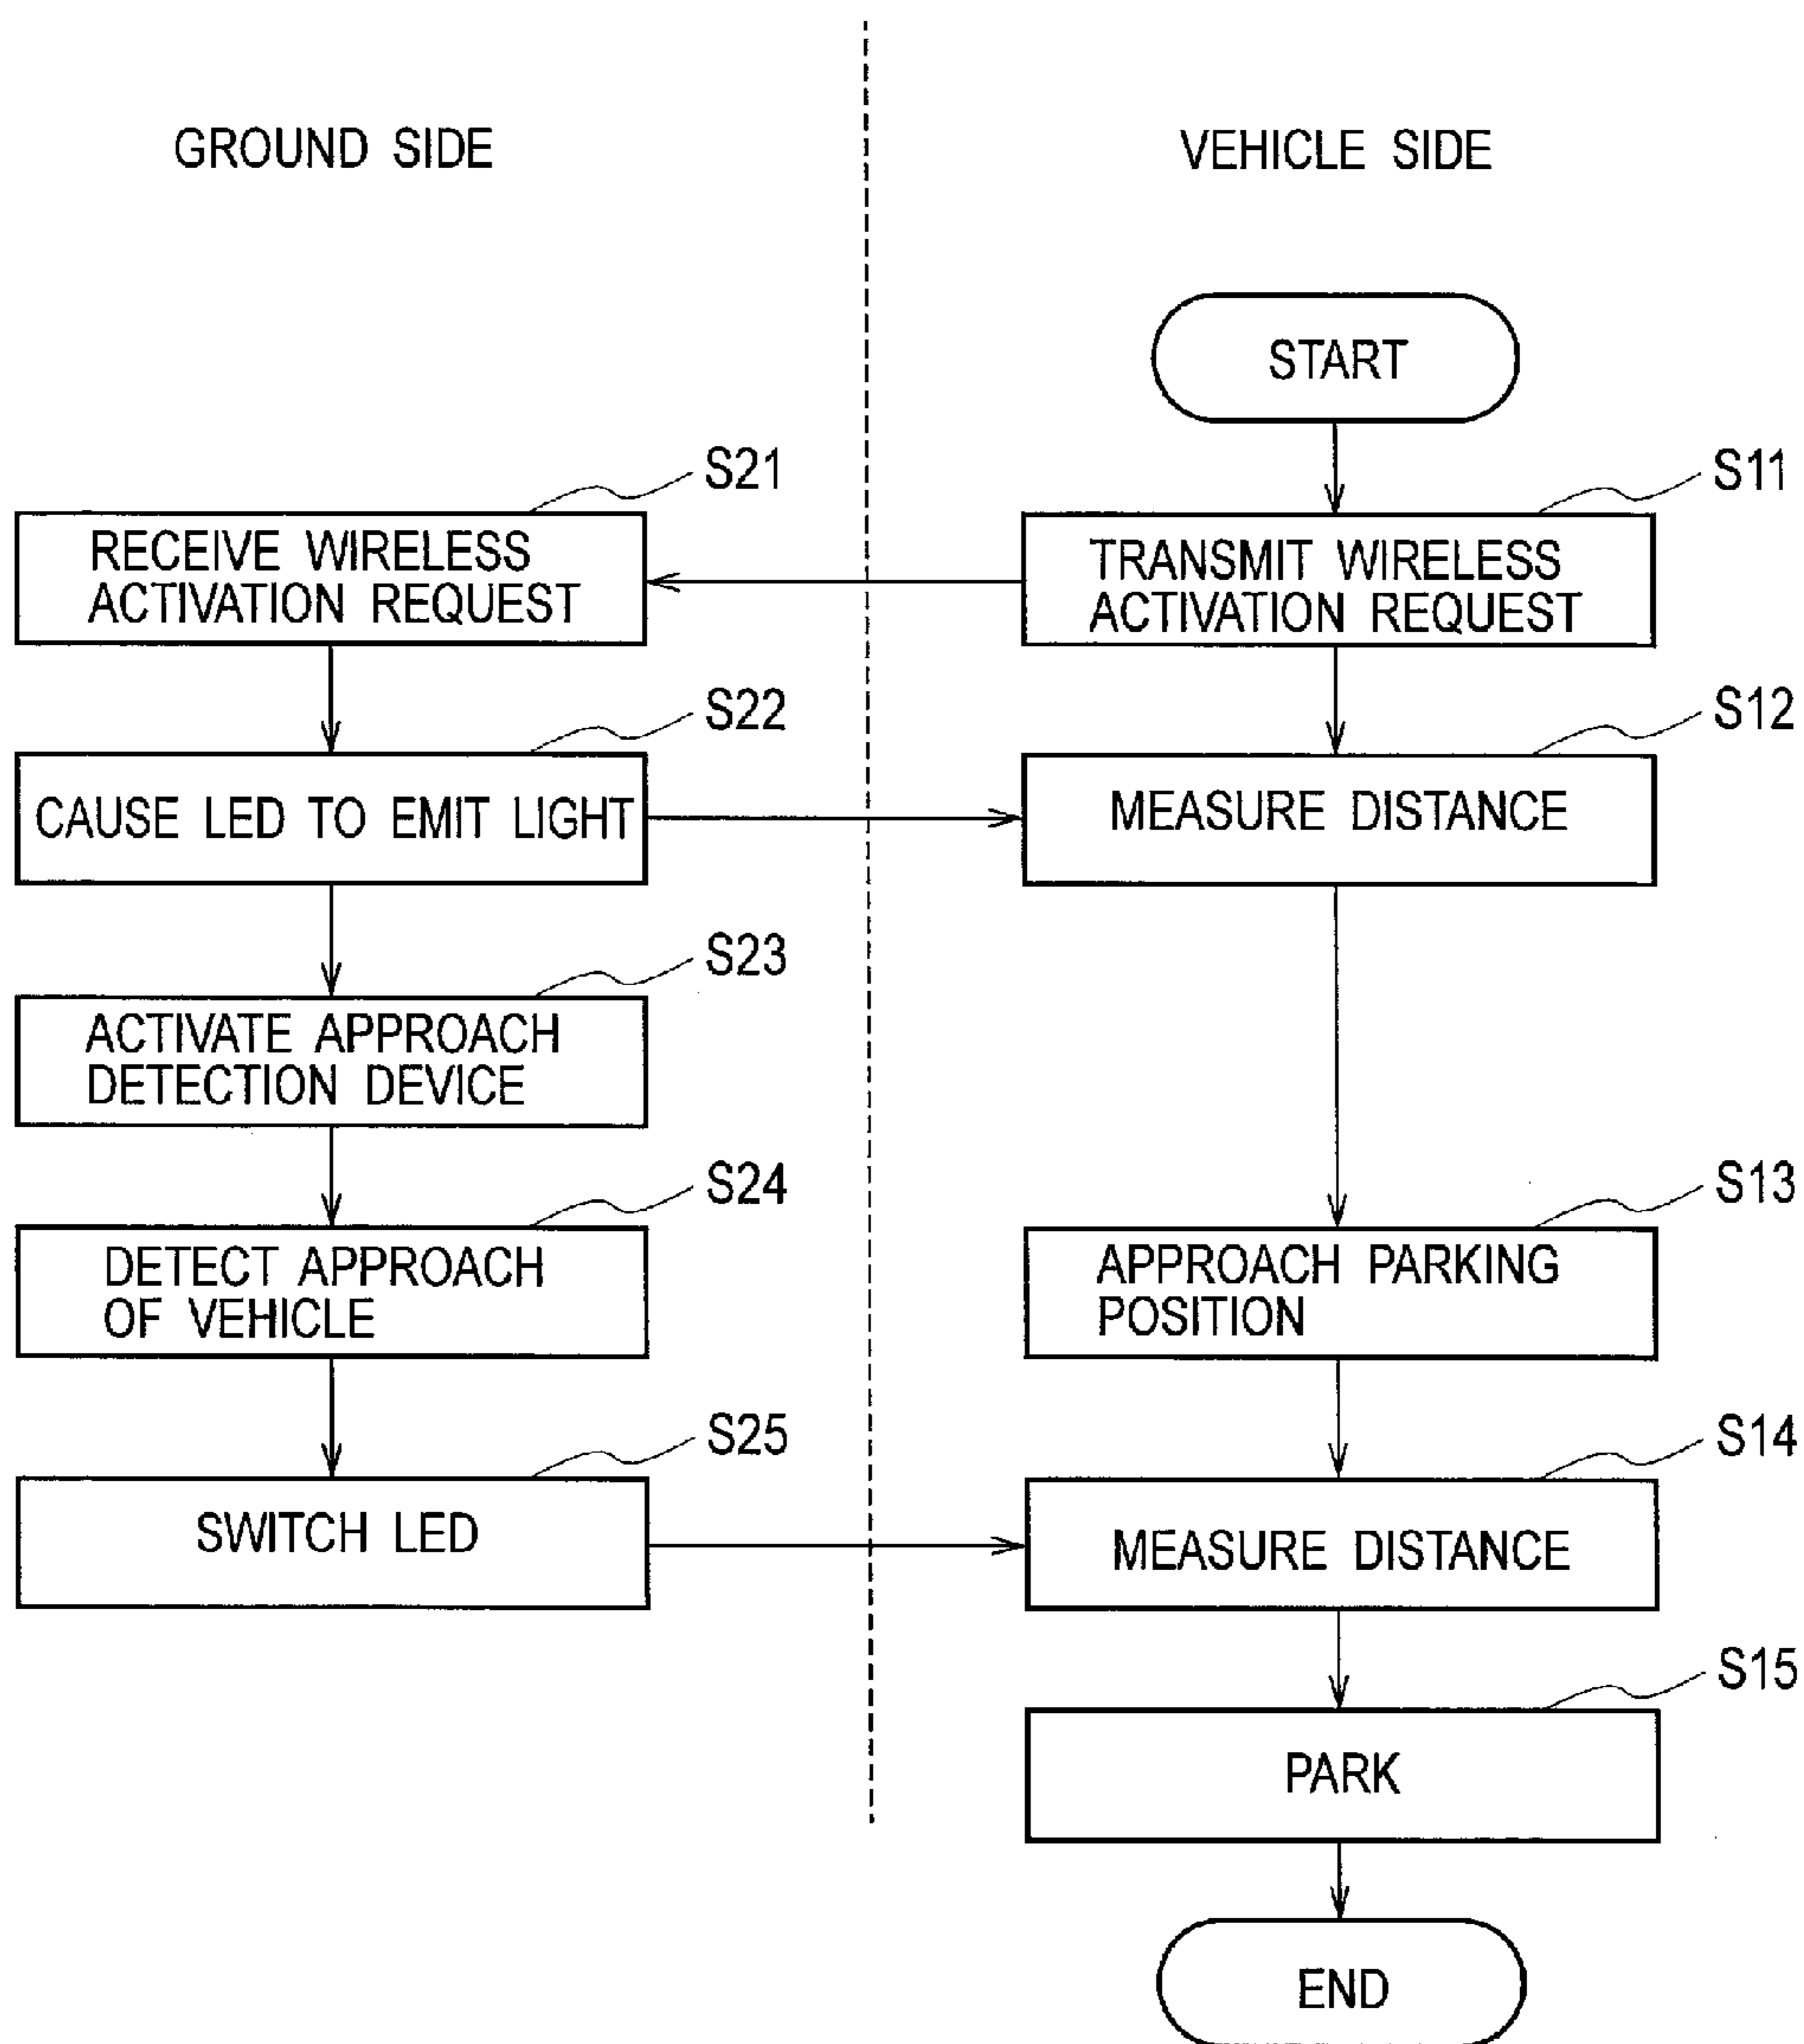 GROUND SIDE
VEHICLE SIDE
START
S21
RECEIVE WIRELESS
ACTIVATION REQUEST
S11
TRANSMIT WIRELESS
ACTIVATION REQUEST
S22
CAUSE LED TO EMIT LIGHT
S12
MEASURE DISTANCE
S23
ACTIVATE APPROACH
DETECTION DEVICE
S24
DETECT APPROACH
OF VEHICLE
S13
APPROACH PARKING
POSITION
S25
SWITCH LED
S14
MEASURE DISTANCE
S15
PARK
END